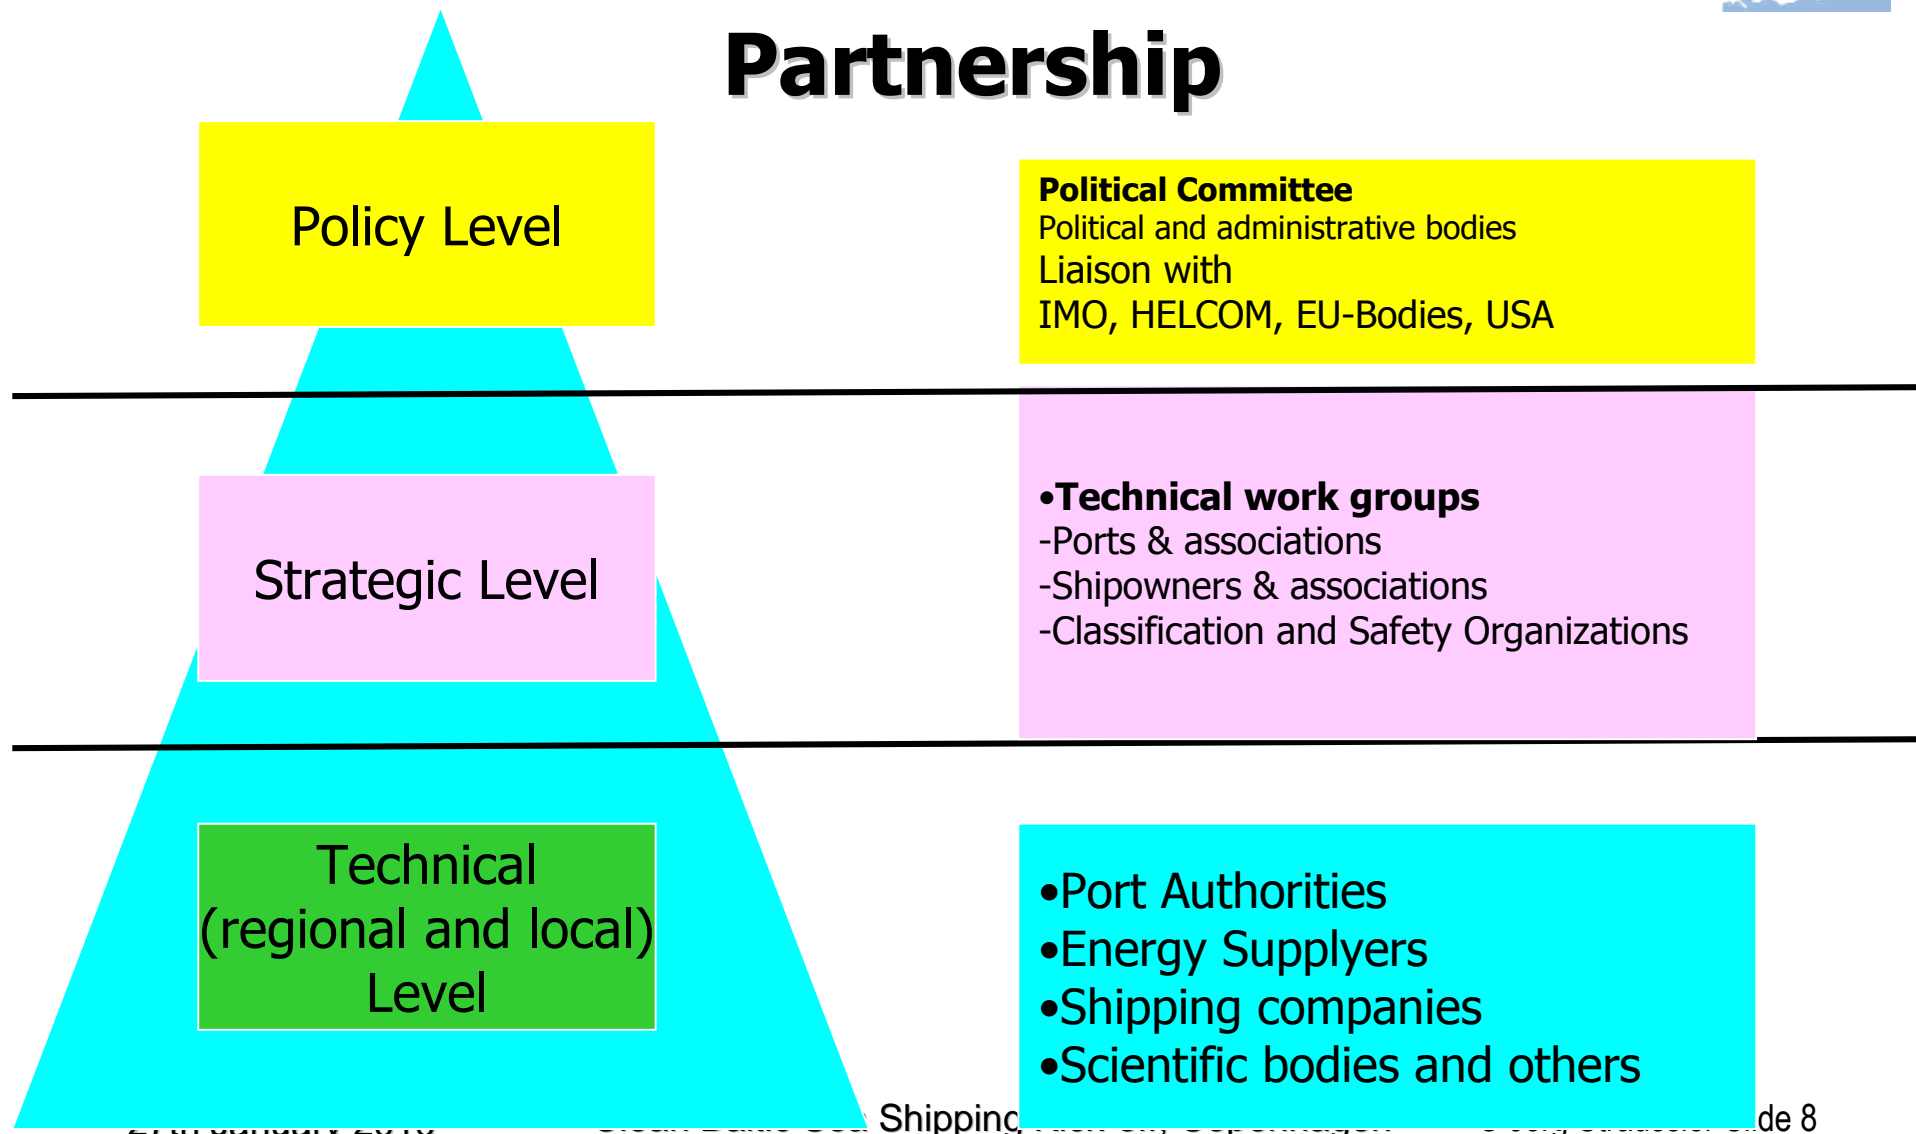 Partnership
Policy Level
Political Committee
Political and administrative bodies
Liaison with
IMO, HELCOM, EU-Bodies, USA
Strategic Level
•Technical work groups
-Ports & associations
-Shipowners & associations
-Classification and Safety Organizations
Technical
(regional and local)
Level
•Port Authorities
•Energy Supplyers
•Shipping companies
•Scientific bodies and others
Shipping 8